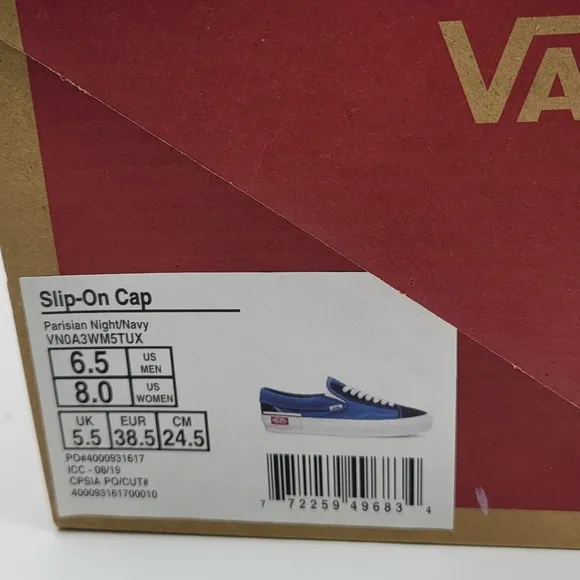 VA
Slip-On Cap
Parisian Night/Navy
VN0A3WM5TUX
6.5 US MEN
8.0 US WOMEN
UK EUR CM
5.5 38.5 24.5
PO#4000931617
ICC - 08/19
CPSIA PO/CUT#
400093161700010
7 72259 49683 4